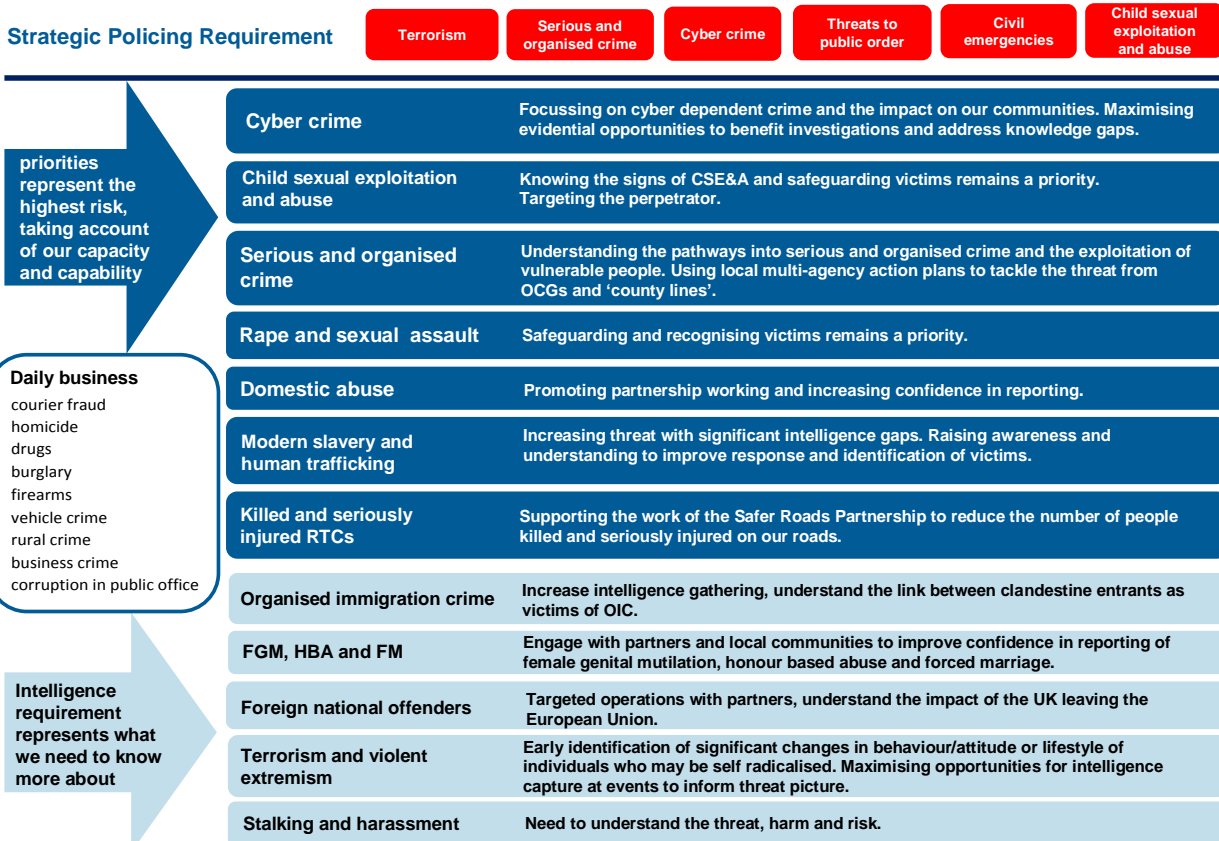 Strategic Policing Requirement
Terrorism
Serious and
organised crime
Cyber crime
Threats to
public order
Civil
emergencies
Child sexual
exploitation
and abuse
priorities
represent the
highest risk,
taking account
of our capacity
and capability
Cyber crime
Focussing on cyber dependent crime and the impact on our communities. Maximising
evidential opportunities to benefit investigations and address knowledge gaps.
Child sexual exploitation
and abuse
Knowing the signs of CSE&A and safeguarding victims remains a priority.
Targeting the perpetrator.
Serious and organised
crime
Understanding the pathways into serious and organised crime and the exploitation of
vulnerable people. Using local multi-agency action plans to tackle the threat from
OCGs and ‘county lines’.
Rape and sexual assault
Safeguarding and recognising victims remains a priority.
Domestic abuse
Promoting partnership working and increasing confidence in reporting.
Modern slavery and
human trafficking
Increasing threat with significant intelligence gaps. Raising awareness and
understanding to improve response and identification of victims.
Killed and seriously
injured RTCs
Supporting the work of the Safer Roads Partnership to reduce the number of people
killed and seriously injured on our roads.
Daily business
courier fraud
homicide
drugs
burglary
firearms
vehicle crime
rural crime
business crime
corruption in public office
Intelligence
requirement
represents what
we need to know
more about
Organised immigration crime
Increase intelligence gathering, understand the link between clandestine entrants as
victims of OIC.
FGM, HBA and FM
Engage with partners and local communities to improve confidence in reporting of
female genital mutilation, honour based abuse and forced marriage.
Foreign national offenders
Targeted operations with partners, understand the impact of the UK leaving the
European Union.
Terrorism and violent
extremism
Early identification of significant changes in behaviour/attitude or lifestyle of
individuals who may be self radicalised. Maximising opportunities for intelligence
capture at events to inform threat picture.
Stalking and harassment
Need to understand the threat, harm and risk.